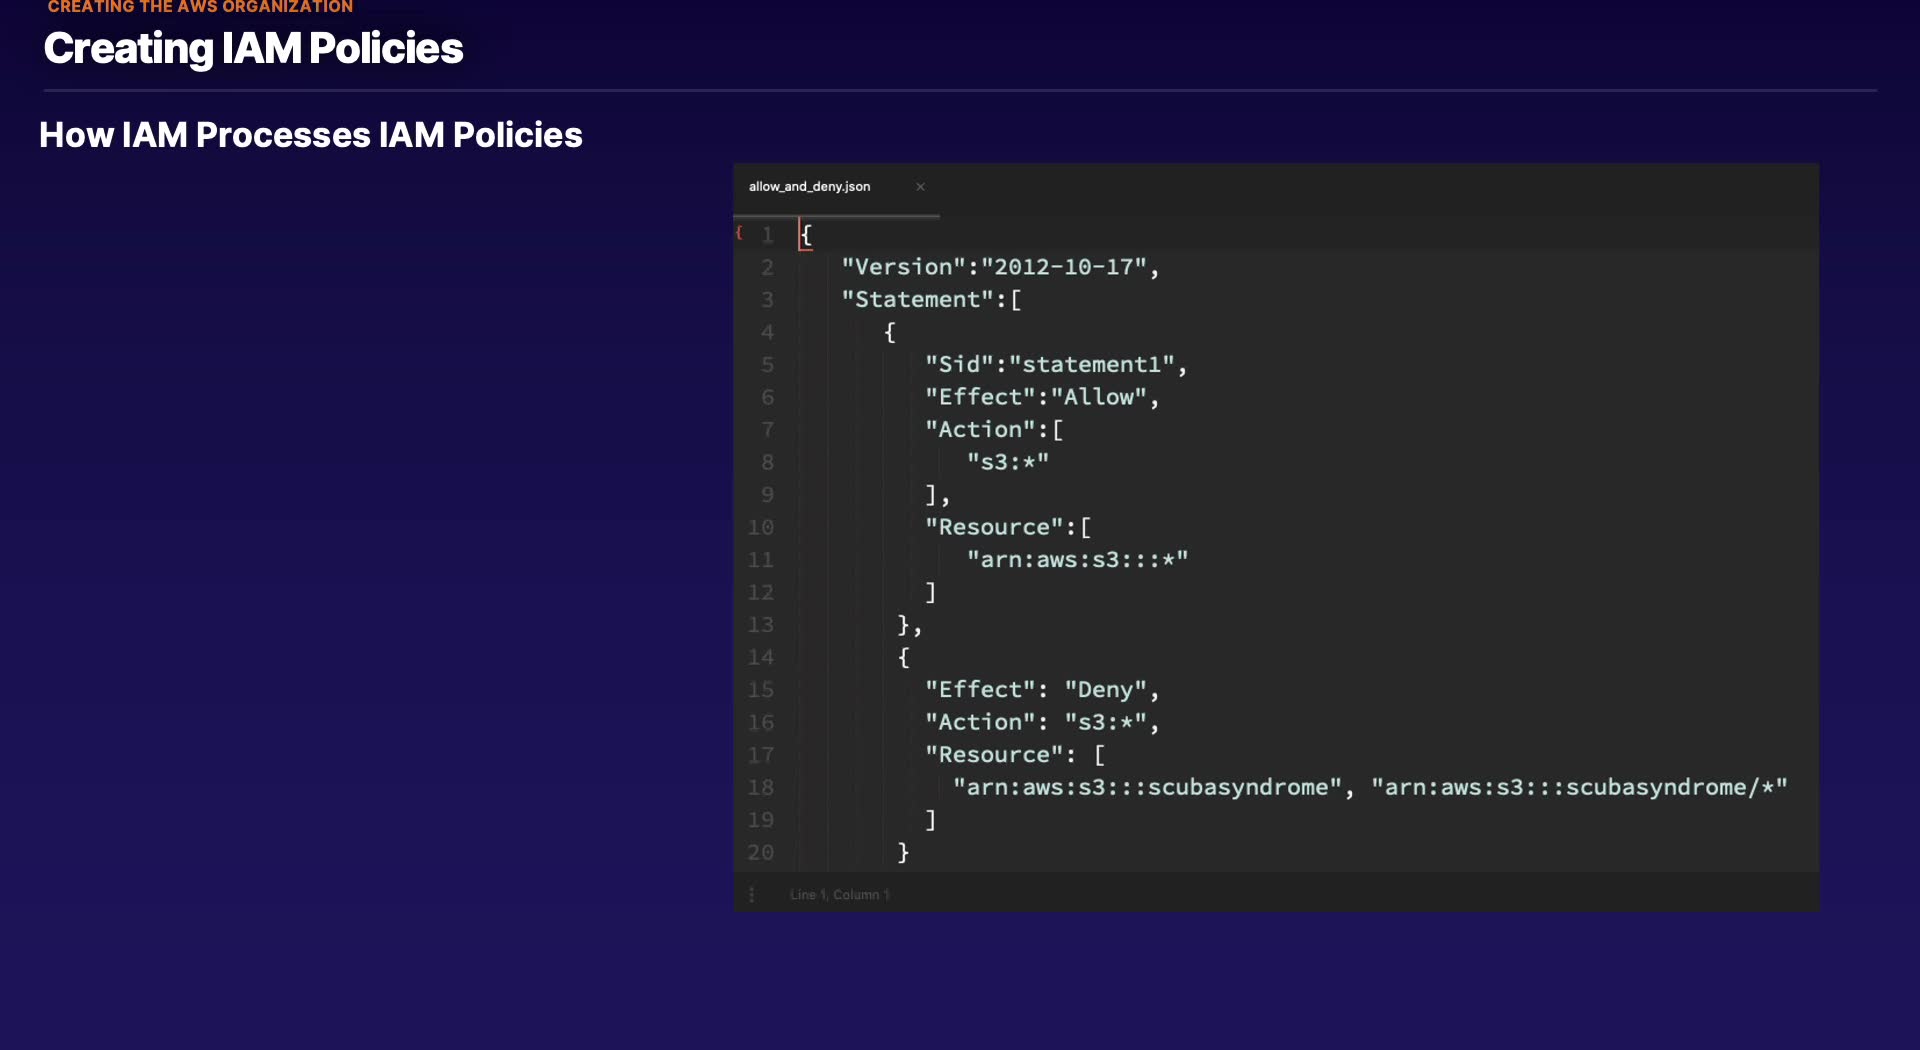 CREATING THE AWS ORGANIZATION
Creating IAM Policies
How IAM Processes IAM Policies
allow_and_deny.json ×
{ 1 {
2 "Version":"2012-10-17",
3 "Statement":[
4 {
5 "Sid":"statement1",
6 "Effect":"Allow",
7 "Action":[
8 "s3:*"
9 ],
10 "Resource":[
11 "arn:aws:s3:::*"
12 ]
13 },
14 {
15 "Effect": "Deny",
16 "Action": "s3:*",
17 "Resource": [
18 "arn:aws:s3:::scubasyndrome", "arn:aws:s3:::scubasyndrome/*"
19 ]
20 }
Line 1, Column 1